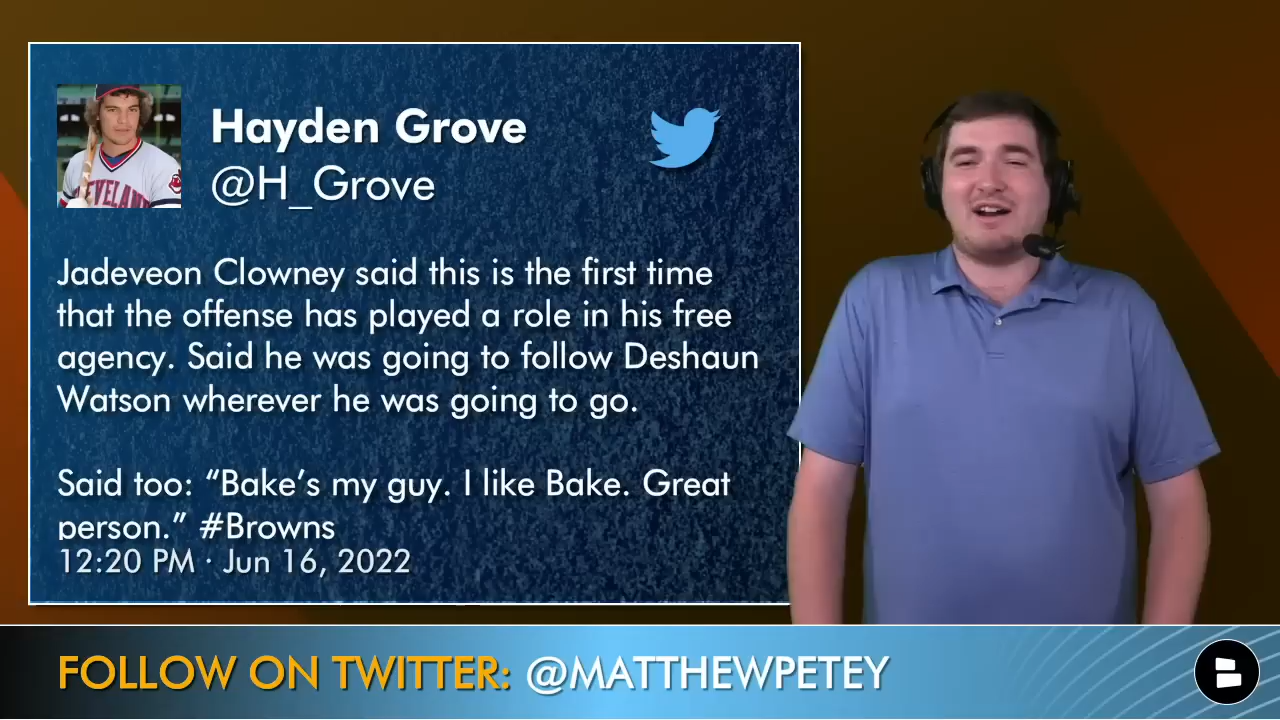 Hayden Grove
@H_Grove
Jadeveon Clowney said this is the first time
that the offense has played a role in his free
agency. Said he was going to follow Deshaun
Watson wherever he was going to go.
Said too: “Bake’s my guy. I like Bake. Great
person.” #Browns
12:20 PM · Jun 16, 2022
FOLLOW ON TWITTER: @MATTHEWPETEY